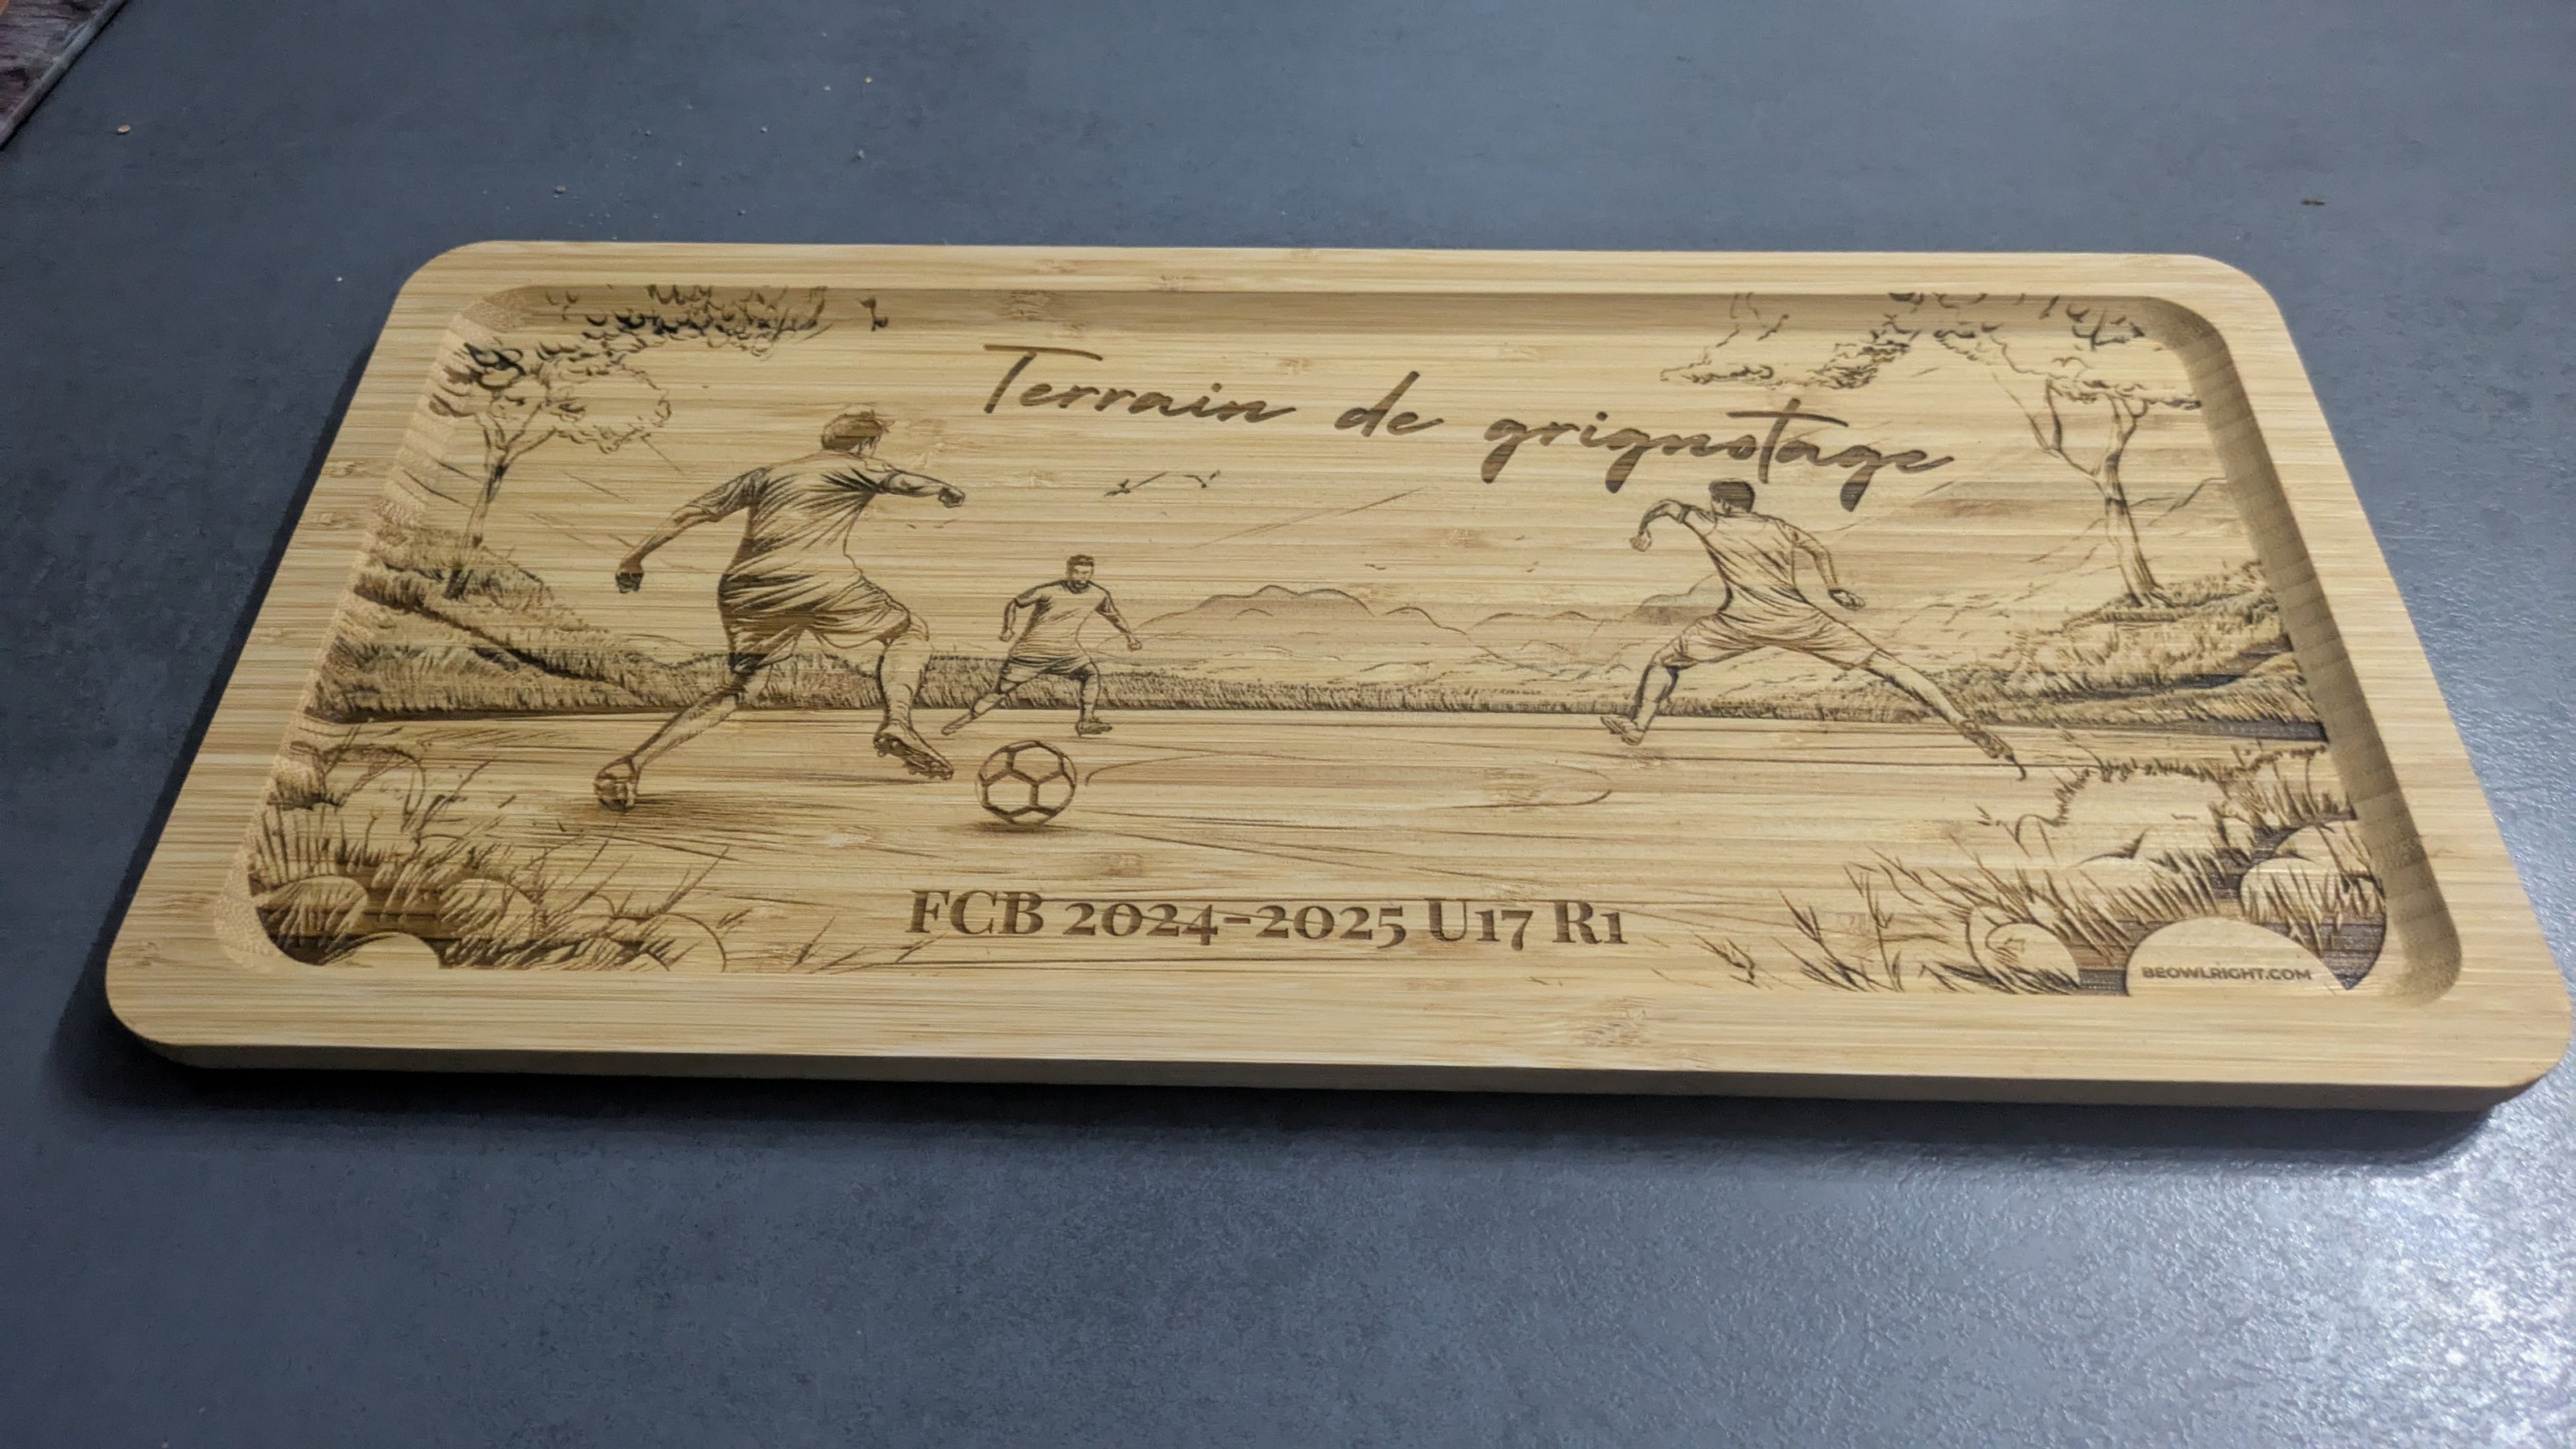 Terrain de grignotage
FCB 2024-2025 U17 R1
BEOWLRIGHT.COM